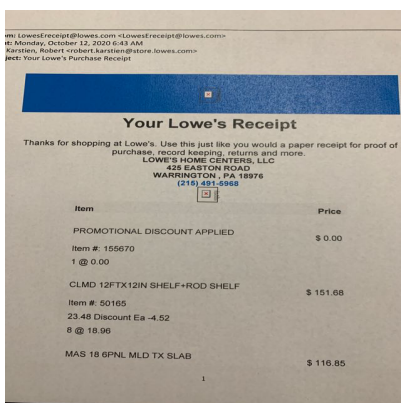 om: LowesEreceipt@lowes.com <LowesEreceipt@lowes.com>
nt: Monday, October 12, 2020 6:43 AM
Karstien, Robert <robert.karstien@store.lowes.com>
ject: Your Lowe's Purchase Receipt
Your Lowe's Receipt
Thanks for shopping at Lowe's. Use this just like you would a paper receipt for proof of
purchase, record keeping, returns and more.
LOWE'S HOME CENTERS, LLC
425 EASTON ROAD
WARRINGTON , PA 18976
(215) 491-5968
Item Price
PROMOTIONAL DISCOUNT APPLIED $ 0.00
Item #: 155670
1 @ 0.00
CLMD 12FTX12IN SHELF+ROD SHELF $ 151.68
Item #: 50165
23.48 Discount Ea -4.52
8 @ 18.96
MAS 18 6PNL MLD TX SLAB $ 116.85
1